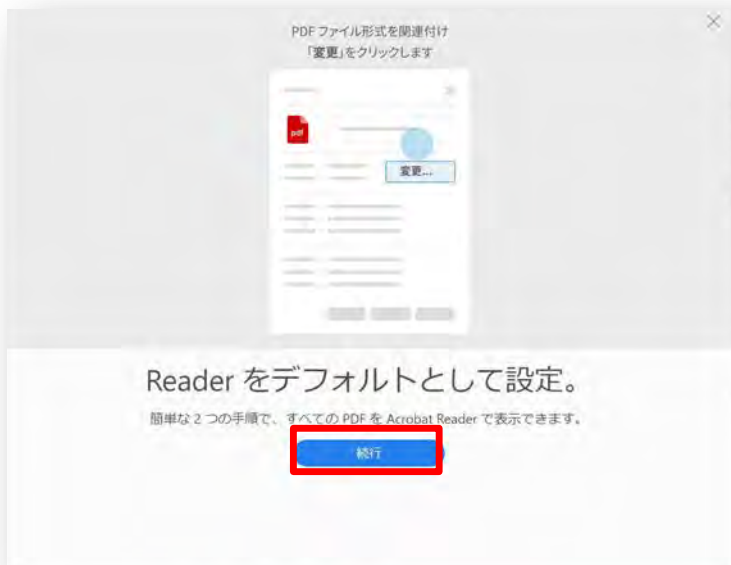 PDF ファイル形式を関連付け
「変更」をクリックします
pdf
変更...
Reader をデフォルトとして設定。
簡単な 2 つの手順で、すべての PDF を Acrobat Reader で表示できます。
続行